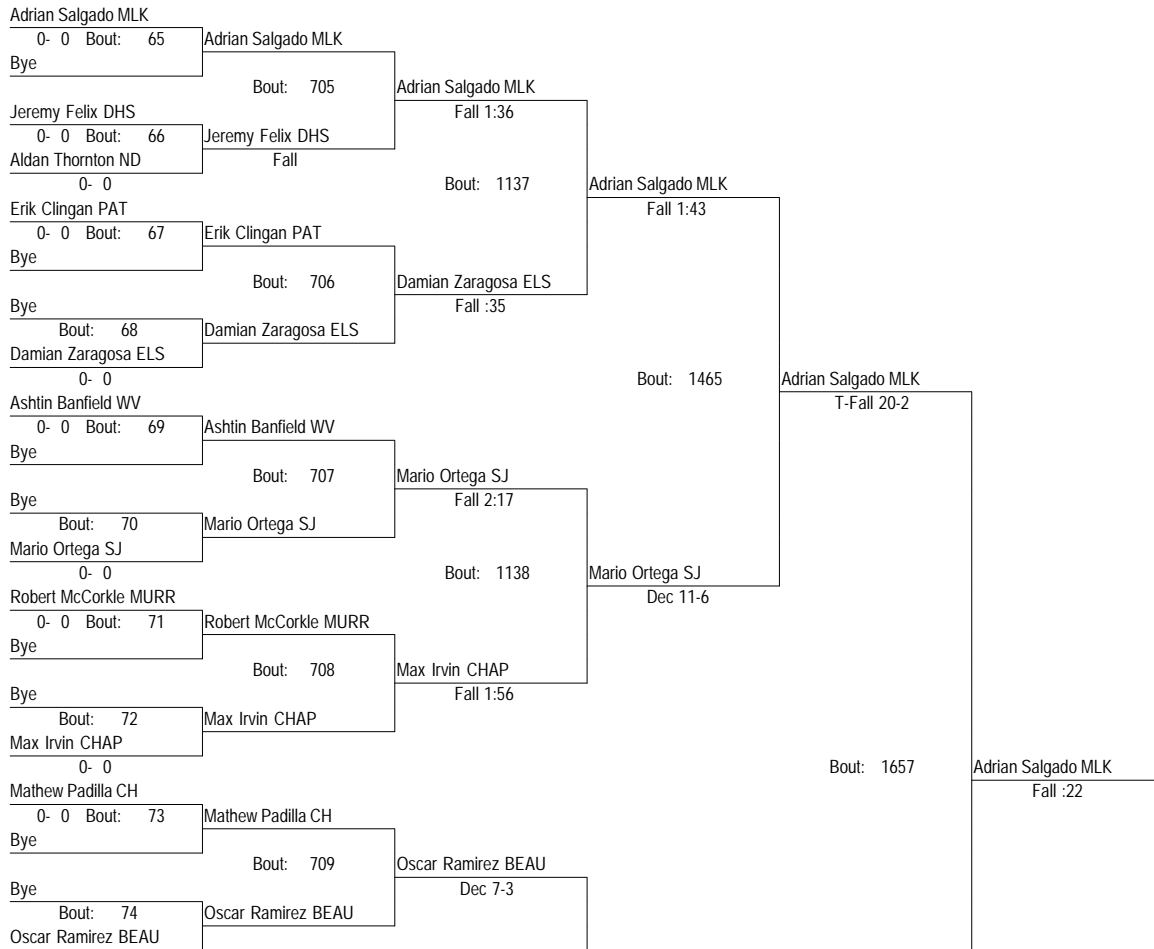 Adrian Salgado MLK
0- 0 Bout: 65 Adrian Salgado MLK
Bye
Bout: 705 Adrian Salgado MLK
Jeremy Felix DHS Fall 1:36
0- 0 Bout: 66 Jeremy Felix DHS
Aldan Thornton ND Fall
0- 0 Bout: 1137 Adrian Salgado MLK
Erik Clingan PAT Fall 1:43
0- 0 Bout: 67 Erik Clingan PAT
Bye
Bout: 706 Damian Zaragosa ELS
Bye Fall :35
Bout: 68 Damian Zaragosa ELS
Damian Zaragosa ELS
0- 0 Bout: 1465 Adrian Salgado MLK
Ashtin Banfield WV T-Fall 20-2
0- 0 Bout: 69 Ashtin Banfield WV
Bye
Bout: 707 Mario Ortega SJ
Bye Fall 2:17
Bout: 70 Mario Ortega SJ
Mario Ortega SJ
0- 0 Bout: 1138 Mario Ortega SJ
Robert McCorkle MURR Dec 11-6
0- 0 Bout: 71 Robert McCorkle MURR
Bye
Bout: 708 Max Irvin CHAP
Bye Fall 1:56
Bout: 72 Max Irvin CHAP
Max Irvin CHAP
0- 0 Bout: 1657 Adrian Salgado MLK
Mathew Padilla CH Fall :22
0- 0 Bout: 73 Mathew Padilla CH
Bye
Bout: 709 Oscar Ramirez BEAU
Bye Dec 7-3
Bout: 74 Oscar Ramirez BEAU
Oscar Ramirez BEAU